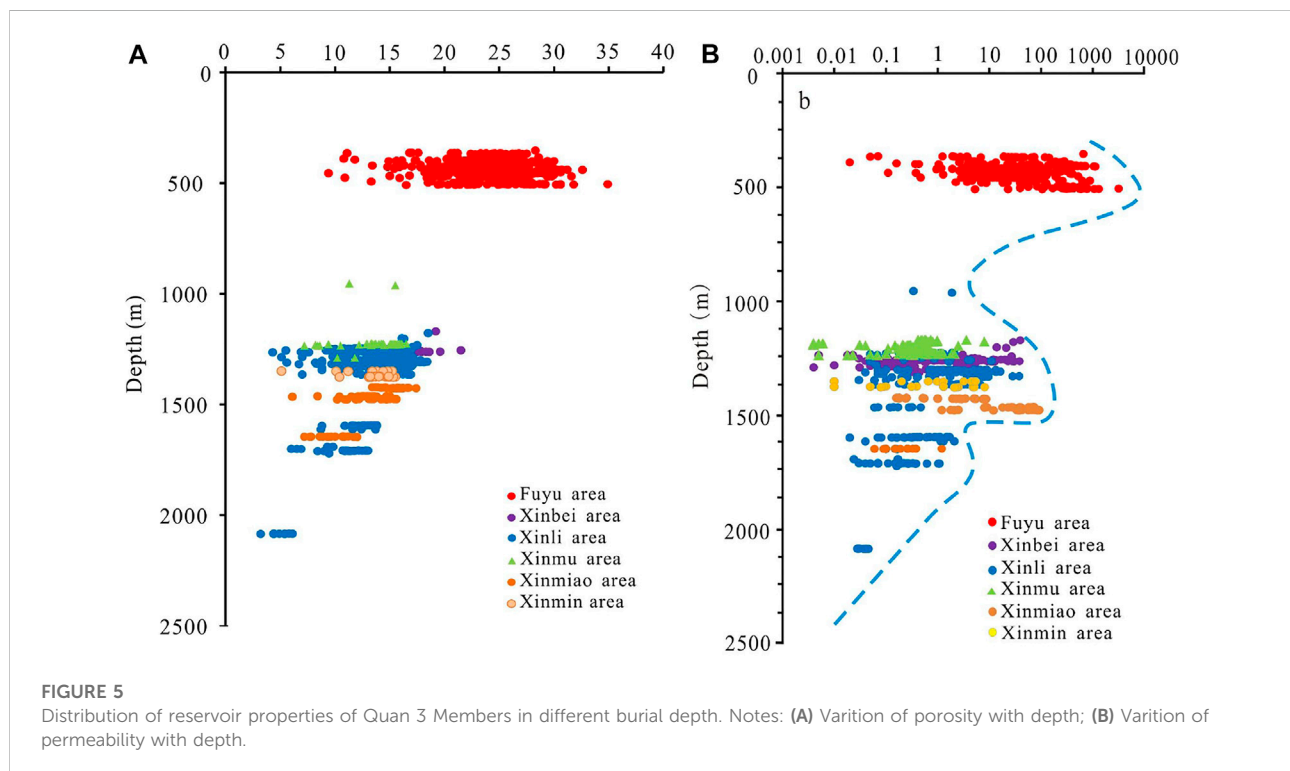 A
0 5 10 15 20 25 30 35 40
0
500
1000
1500
2000
2500
Depth (m)
Fuyu area
Xinbei area
Xinli area
Xinmu area
Xinmiao area
Xinmin area
B
0.001 0.01 0.1 1 10 100 1000 10000
b
0
500
1000
1500
2000
2500
Depth (m)
Fuyu area
Xinbei area
Xinli area
Xinmu area
Xinmiao area
Xinmin area
FIGURE 5
Distribution of reservoir properties of Quan 3 Members in different burial depth. Notes: (A) Varition of porosity with depth; (B) Varition of
permeability with depth.